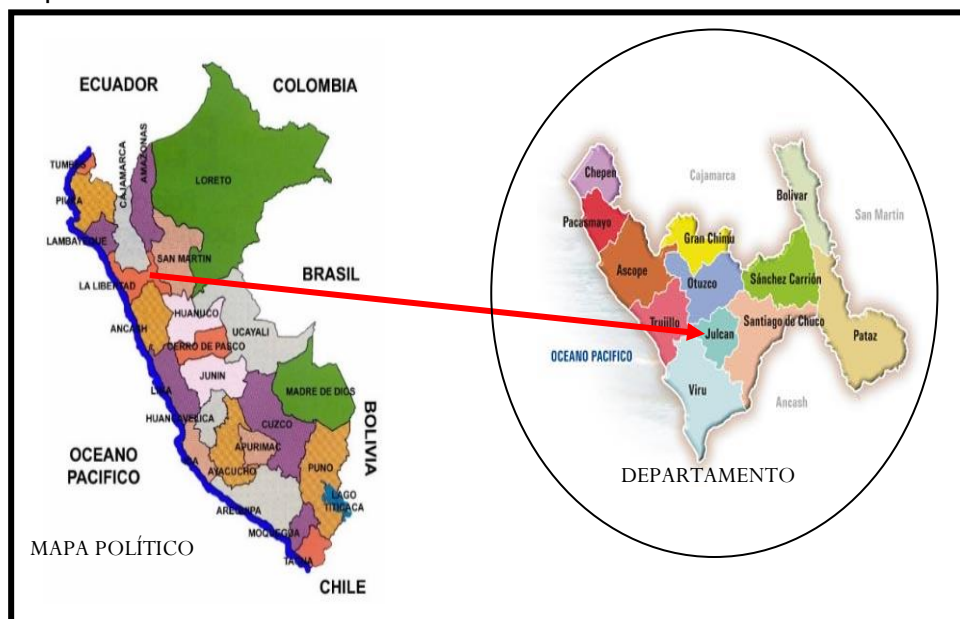 ECUADOR
COLOMBIA
TUMBES
PIURA
CAJAMARCA
AMAZONAS
LORETO
LAMBAYEQUE
SAN MARTIN
BRASIL
LA LIBERTAD
HUANUCO
ANCASH
UCAYALI
CERRO DE PASCO
JUNIN
LIMA
MADRE DE DIOS
HUANCAVELICA
CUZCO
BOLIVIA
OCEANO
PACIFICO
APURIMAC
AYACUCHO
PUNO
LAGO
TITICACA
AREQUIPA
MOQUEGUA
MAPA POLÍTICO
TACNA
CHILE
Chepen
Cajamarca
Bolivar
San Martín
Pacasmayo
Gran Chimu
Ascope
Otuzco
Sánchez Carrión
Trujillo
Julcan
Santiago de Chuco
Pataz
OCEANO PACIFICO
Viru
Ancash
DEPARTAMENTO